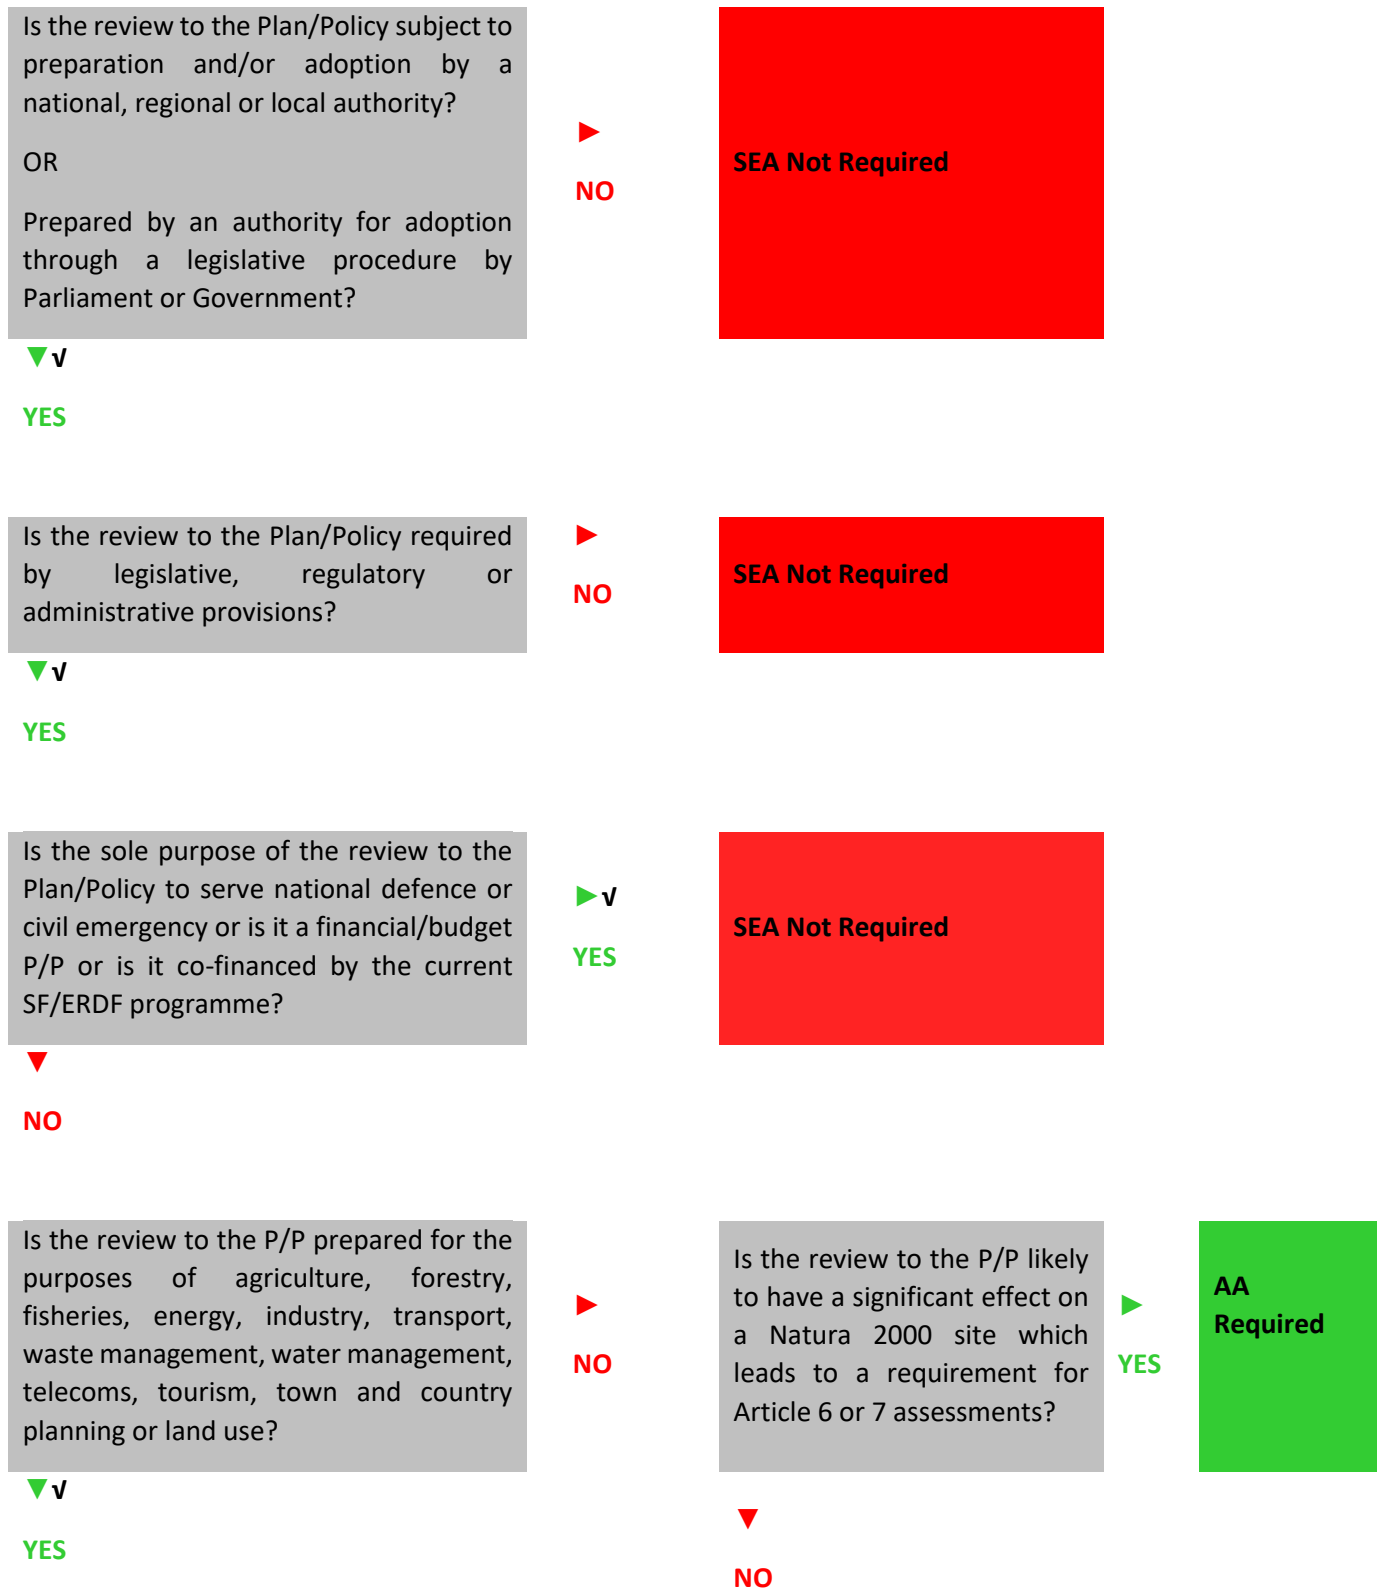 Is the review to the Plan/Policy subject to
preparation and/or adoption by a
national, regional or local authority?
OR
Prepared by an authority for adoption
through a legislative procedure by
Parliament or Government?
►
NO
SEA Not Required
▼√
YES
Is the review to the Plan/Policy required
by legislative, regulatory or
administrative provisions?
►
NO
SEA Not Required
▼√
YES
Is the sole purpose of the review to the
Plan/Policy to serve national defence or
civil emergency or is it a financial/budget
P/P or is it co-financed by the current
SF/ERDF programme?
►√
YES
SEA Not Required
▼
NO
Is the review to the P/P prepared for the
purposes of agriculture, forestry,
fisheries, energy, industry, transport,
waste management, water management,
telecoms, tourism, town and country
planning or land use?
►
NO
Is the review to the P/P likely
to have a significant effect on
a Natura 2000 site which
leads to a requirement for
Article 6 or 7 assessments?
►
YES
AA
Required
▼√
YES
▼
NO